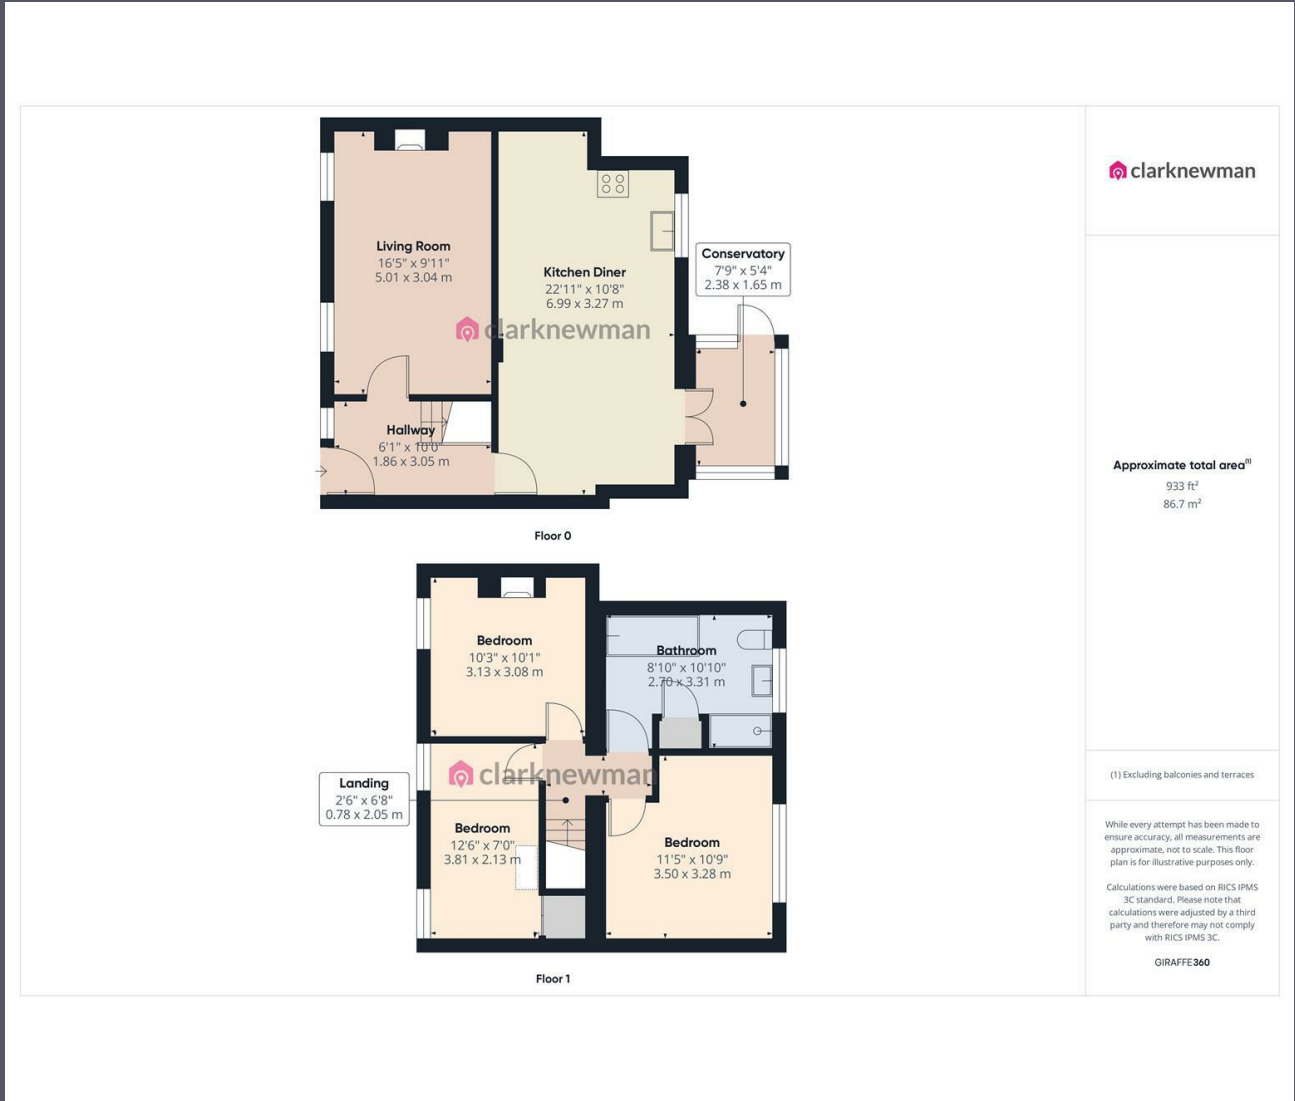 Living Room
16'5" x 9'11"
5.01 x 3.04 m
Kitchen Diner
22'11" x 10'8"
6.99 x 3.27 m
Conservatory
7'9" x 5'4"
2.38 x 1.65 m
clarknewman
Hallway
6'1" x 10'0"
1.86 x 3.05 m
Floor 0
Bedroom
10'3" x 10'1"
3.13 x 3.08 m
Bathroom
8'10" x 10'10"
2.70 x 3.31 m
clarknewman
Landing
2'6" x 6'8"
0.78 x 2.05 m
Bedroom
12'6" x 7'0"
3.81 x 2.13 m
Bedroom
11'5" x 10'9"
3.50 x 3.28 m
Floor 1
clarknewman
Approximate total area(1)
933 ft²
86.7 m²
(1) Excluding balconies and terraces
While every attempt has been made to
ensure accuracy, all measurements are
approximate, not to scale. This floor
plan is for illustrative purposes only.
Calculations were based on RICS IPMS
3C standard. Please note that
calculations were adjusted by a third
party and therefore may not comply
with RICS IPMS 3C.
GIRAFFE360